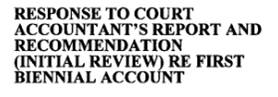 RESPONSE TO COURT
ACCOUNTANT'S REPORT AND
RECOMMENDATION
(INITIAL REVIEW) RE FIRST
BIENNIAL ACCOUNT